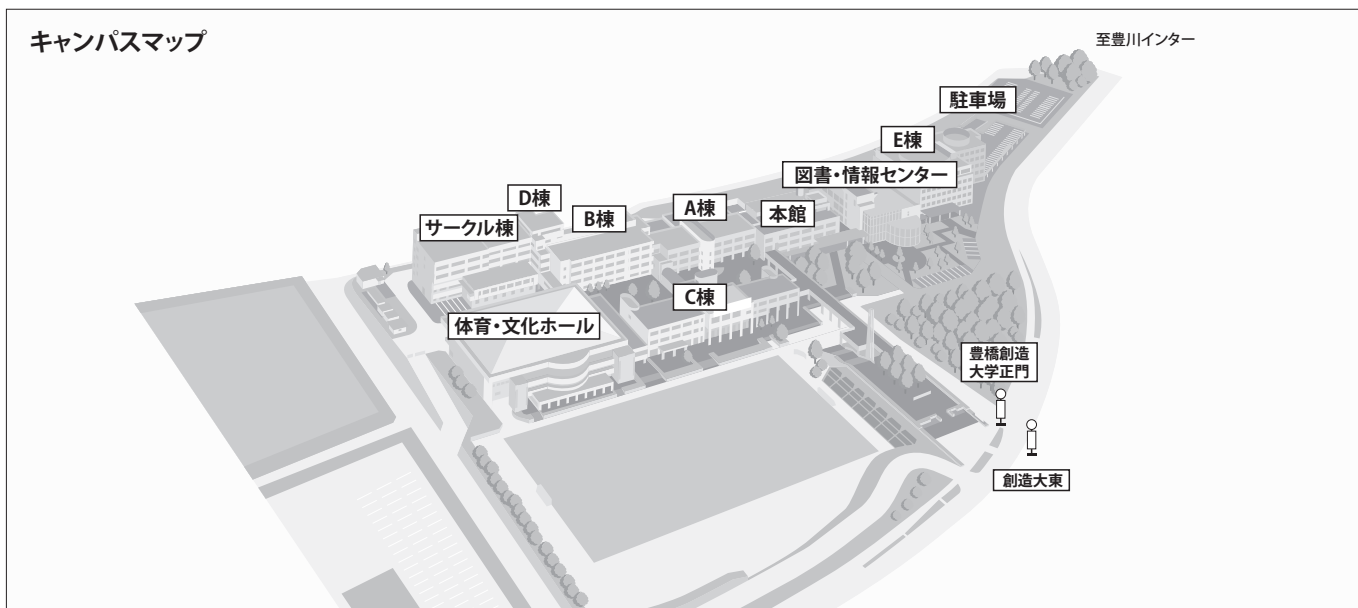 キャンパスマップ
至豊川インター
駐車場
E棟
図書・情報センター
D棟
A棟
B棟
本館
サークル棟
C棟
体育・文化ホール
豊橋創造
大学正門
創造大東